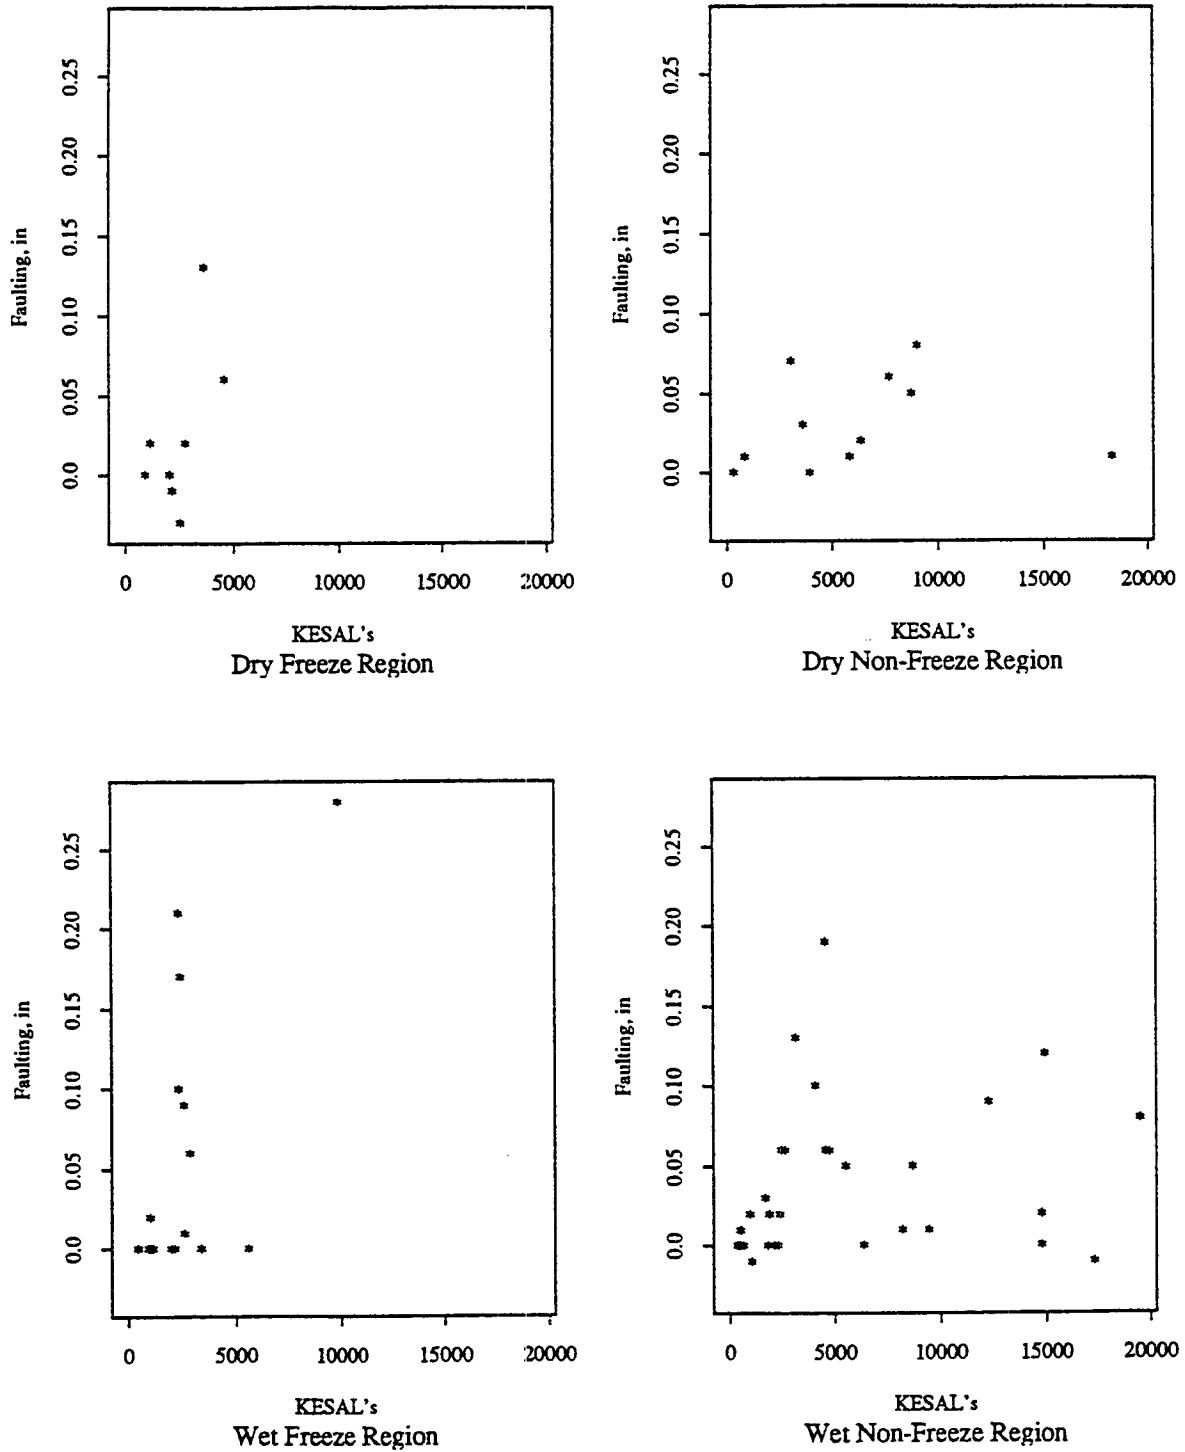 0.25
0.20
0.15
0.10
0.05
0.0
Faulting, in
0 5000 10000 15000 20000
KESAL's
Dry Freeze Region
0.25
0.20
0.15
0.10
0.05
0.0
Faulting, in
0 5000 10000 15000 20000
KESAL's
Dry Non-Freeze Region
0.25
0.20
0.15
0.10
0.05
0.0
Faulting, in
0 5000 10000 15000 20000
KESAL's
Wet Freeze Region
0.25
0.20
0.15
0.10
0.05
0.0
Faulting, in
0 5000 10000 15000 20000
KESAL's
Wet Non-Freeze Region